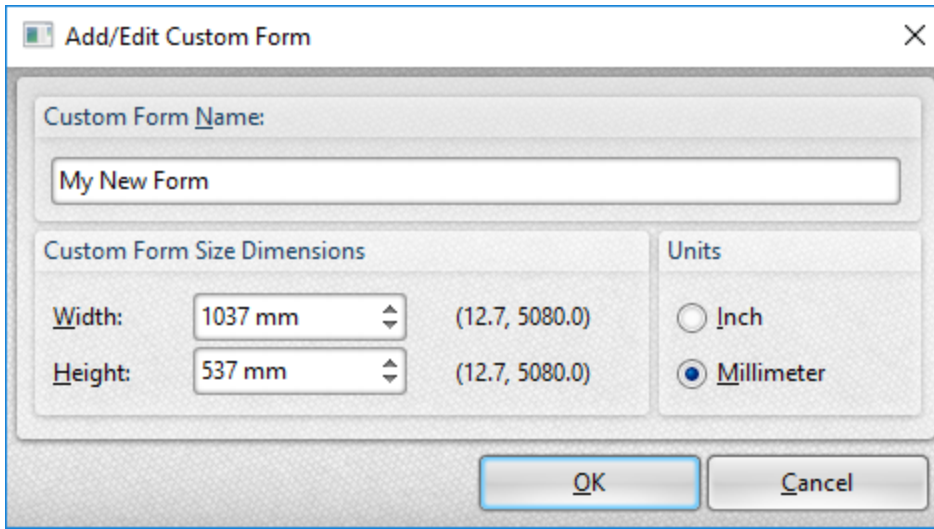 Add/Edit Custom Form
Custom Form Name:
My New Form
Custom Form Size Dimensions
Units
Width: 1037 mm (12.7, 5080.0)
Inch
Height: 537 mm (12.7, 5080.0)
Millimeter
OK
Cancel